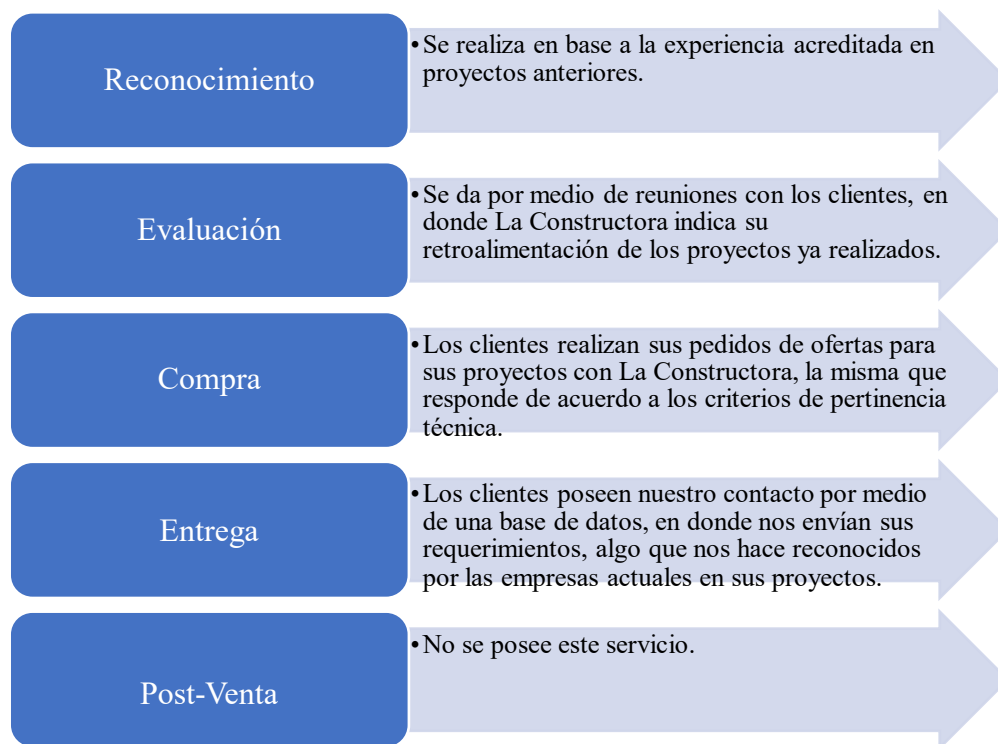 Reconocimiento
•Se realiza en base a la experiencia acreditada en
proyectos anteriores.
Evaluación
•Se da por medio de reuniones con los clientes, en
donde La Constructora indica su
retroalimentación de los proyectos ya realizados.
Compra
•Los clientes realizan sus pedidos de ofertas para
sus proyectos con La Constructora, la misma que
responde de acuerdo a los criterios de pertinencia
técnica.
Entrega
•Los clientes poseen nuestro contacto por medio
de una base de datos, en donde nos envían sus
requerimientos, algo que nos hace reconocidos
por las empresas actuales en sus proyectos.
Post-Venta
•No se posee este servicio.